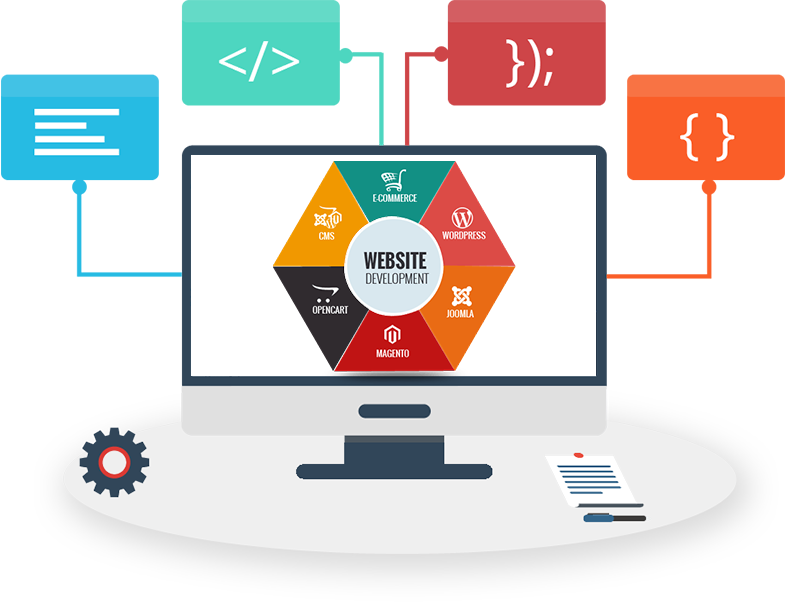 </>
});
{ }
E-COMMERCE
CMS
WORDPRESS
WEBSITE
DEVELOPMENT
OPENCART
JOOMLA
MAGENTO